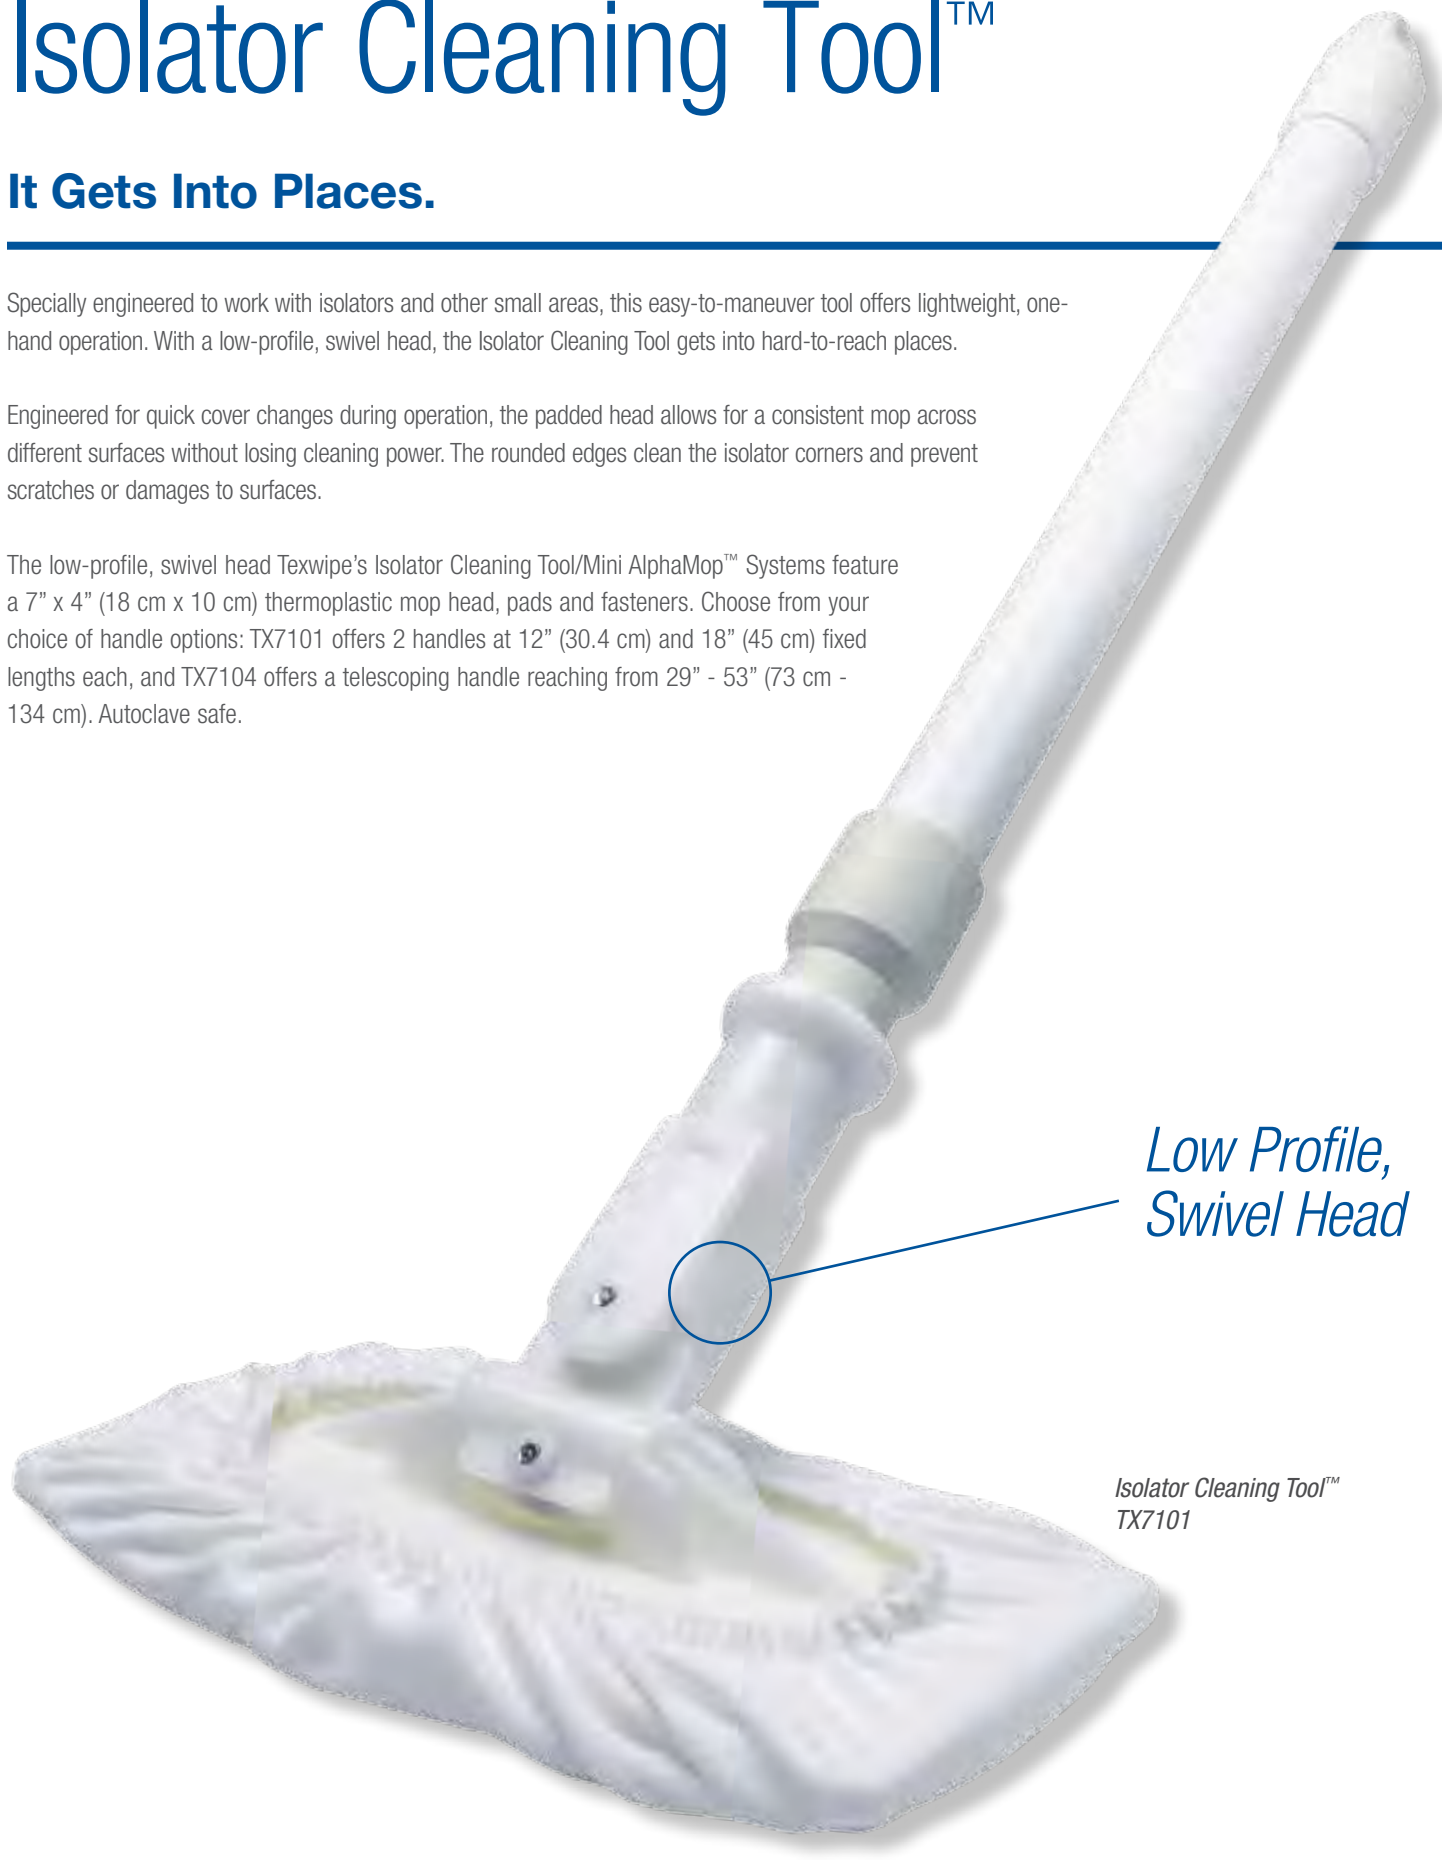 Isolator Cleaning Tool™
It Gets Into Places.
Specially engineered to work with isolators and other small areas, this easy-to-maneuver tool offers lightweight, one-
hand operation. With a low-profile, swivel head, the Isolator Cleaning Tool gets into hard-to-reach places.
Engineered for quick cover changes during operation, the padded head allows for a consistent mop across
different surfaces without losing cleaning power. The rounded edges clean the isolator corners and prevent
scratches or damages to surfaces.
The low-profile, swivel head Texwipe’s Isolator Cleaning Tool/Mini AlphaMop™ Systems feature
a 7” x 4” (18 cm x 10 cm) thermoplastic mop head, pads and fasteners. Choose from your
choice of handle options: TX7101 offers 2 handles at 12” (30.4 cm) and 18” (45 cm) fixed
lengths each, and TX7104 offers a telescoping handle reaching from 29” - 53” (73 cm -
134 cm). Autoclave safe.
Low Profile,
Swivel Head
Isolator Cleaning Tool™
TX7101